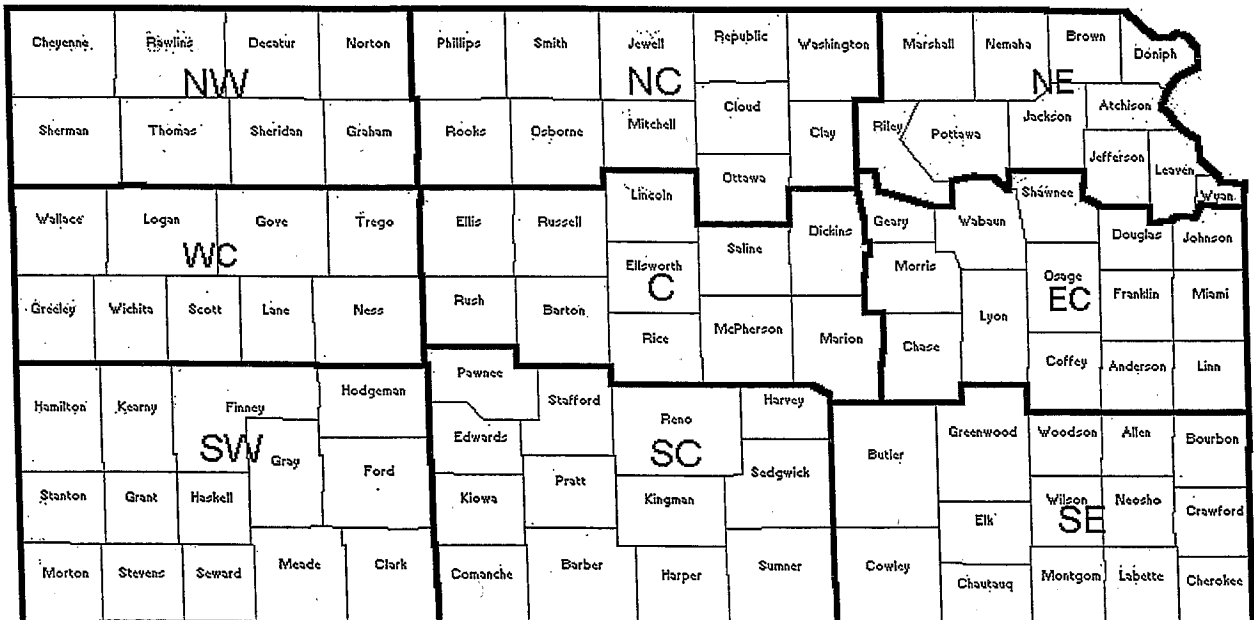 Cheyenne Rawlins Decatur Norton Phillips Smith Jewell Republic Washington Marshall Nemaha Brown Doniph
NW NC NE
Sherman Thomas Sheridan Graham Rooks Osborne Mitchell Cloud Clay Riley Pottawa Jackson Atchison
Jefferson Leaven
Ottawa
Wyan.
Wallace Logan Gove Trego Ellis Russell Lincoln Saline Dickins Geary Wabaun Shawnee Douglas Johnson
WC C EC
Greeley Wichita Scott Lane Ness Rush Barton Ellsworth Morris Osage Franklin Miami
Rice McPherson Marion Chase Lyon Coffey Anderson Linn
Hamilton Kearny Finney Hodgeman Pawnee Stafford Reno Harvey
SW SC SE
Gray Ford Edwards Pratt Sedgwick Butler Greenwood Woodson Allen Bourbon
Stanton Grant Haskell Kiowa Kingman Elk Wilson Neosho Crawford
Morton Stevens Seward Meade Clark Comanche Barber Harper Sumner Cowley Chautauq Montgom Labette Cherokee